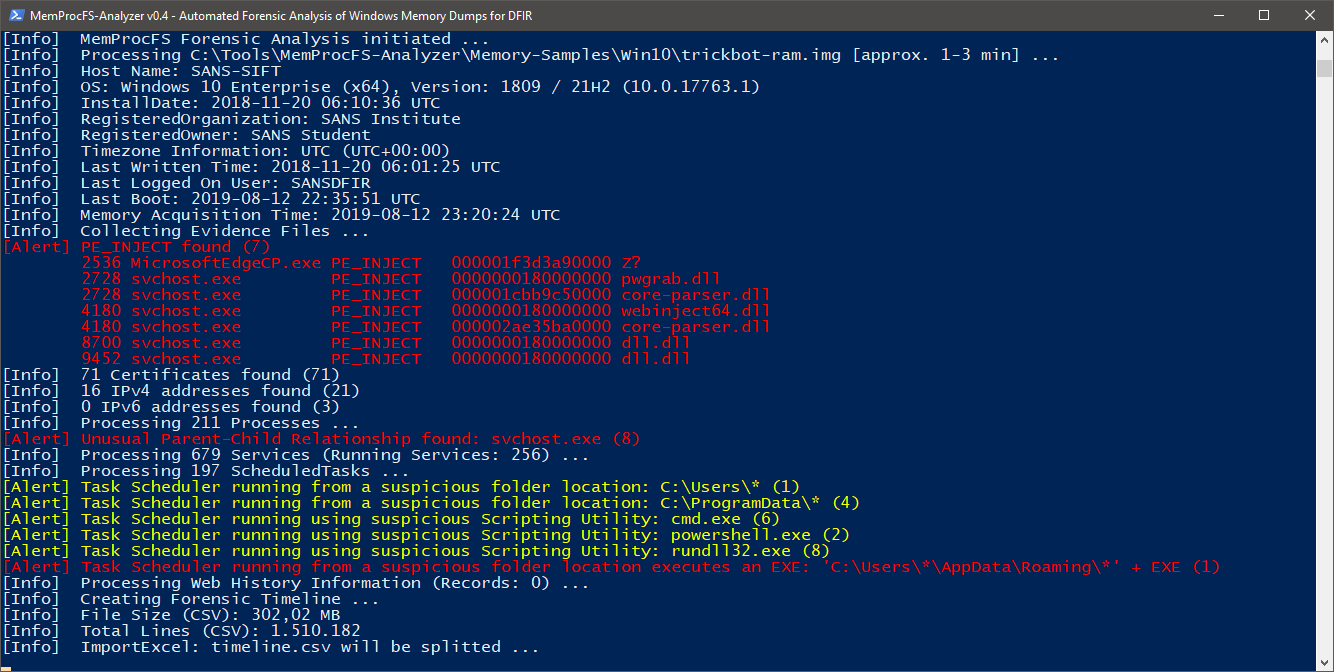 MemProcFS-Analyzer v0.4 - Automated Forensic Analysis of Windows Memory Dumps for DFIR
[Info]  MemProcFS Forensic Analysis initiated ...
[Info]  Processing C:\Tools\MemProcFS-Analyzer\Memory-Samples\Win10\trickbot-ram.img [approx. 1-3 min] ...
[Info]  Host Name: SANS-SIFT
[Info]  OS: Windows 10 Enterprise (x64), Version: 1809 / 21H2 (10.0.17763.1)
[Info]  InstallDate: 2018-11-20 06:10:36 UTC
[Info]  RegisteredOrganization: SANS Institute
[Info]  RegisteredOwner: SANS Student
[Info]  Timezone Information: UTC (UTC+00:00)
[Info]  Last Written Time: 2018-11-20 06:01:25 UTC
[Info]  Last Logged On User: SANSDFIR
[Info]  Last Boot: 2019-08-12 22:35:51 UTC
[Info]  Memory Acquisition Time: 2019-08-12 23:20:24 UTC
[Info]  Collecting Evidence Files ...
[Alert] PE_INJECT found (7)
        2536 MicrosoftEdgeCP.exe PE_INJECT   000001f3d3a90000 Z?
        2728 svchost.exe         PE_INJECT   0000000180000000 pwgrab.dll
        2728 svchost.exe         PE_INJECT   000001cbb9c50000 core-parser.dll
        4180 svchost.exe         PE_INJECT   0000000180000000 webinject64.dll
        4180 svchost.exe         PE_INJECT   000002ae35ba0000 core-parser.dll
        8700 svchost.exe         PE_INJECT   0000000180000000 dll.dll
        9452 svchost.exe         PE_INJECT   0000000180000000 dll.dll
[Info]  71 Certificates found (71)
[Info]  16 IPv4 addresses found (21)
[Info]  0 IPv6 addresses found (3)
[Info]  Processing 211 Processes ...
[Alert] Unusual Parent-Child Relationship found: svchost.exe (8)
[Info]  Processing 679 Services (Running Services: 256) ...
[Info]  Processing 197 ScheduledTasks ...
[Alert] Task Scheduler running from a suspicious folder location: C:\Users\* (1)
[Alert] Task Scheduler running from a suspicious folder location: C:\ProgramData\* (4)
[Alert] Task Scheduler running using suspicious Scripting Utility: cmd.exe (6)
[Alert] Task Scheduler running using suspicious Scripting Utility: powershell.exe (2)
[Alert] Task Scheduler running using suspicious Scripting Utility: rundll32.exe (8)
[Alert] Task Scheduler running from a suspicious folder location executes an EXE: 'C:\Users\*\AppData\Roaming\*' + EXE (1)
[Info]  Processing Web History Information (Records: 0) ...
[Info]  Creating Forensic Timeline ...
[Info]  File Size (CSV): 302,02 MB
[Info]  Total Lines (CSV): 1.510.182
[Info]  ImportExcel: timeline.csv will be splitted ...